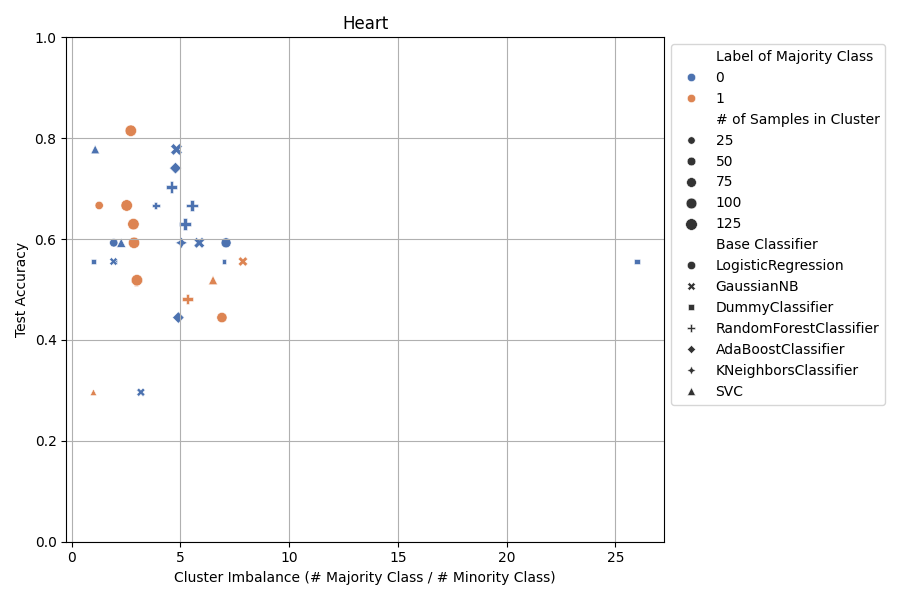 Heart
Test Accuracy
1.0
0.8
0.6
0.4
0.2
0.0
0
5
10
15
20
25
Cluster Imbalance (# Majority Class / # Minority Class)
Label of Majority Class
0
1
# of Samples in Cluster
25
50
75
100
125
Base Classifier
LogisticRegression
GaussianNB
DummyClassifier
RandomForestClassifier
AdaBoostClassifier
KNeighborsClassifier
SVC